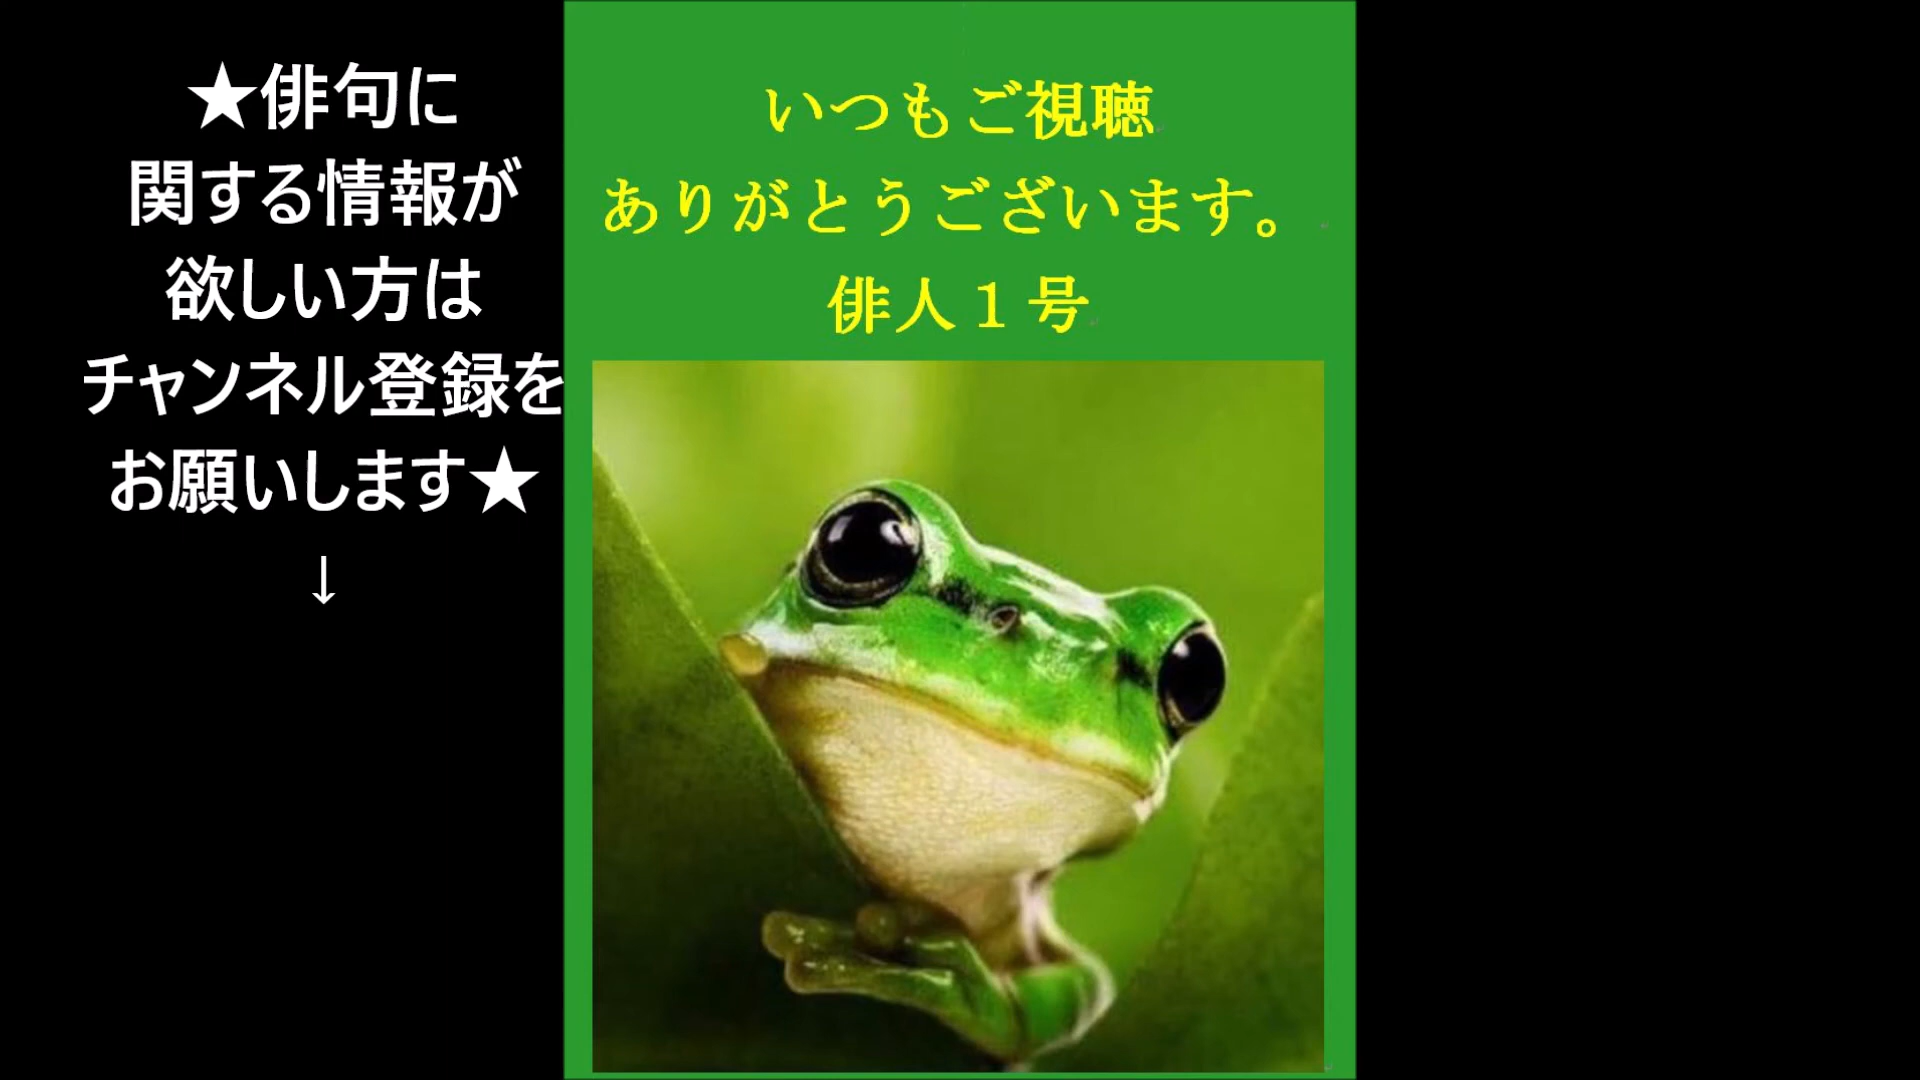 ★俳句に
関する情報が
欲しい方は
チャンネル登録を
お願いします★
↓
いつもご視聴
ありがとうございます。
俳人１号